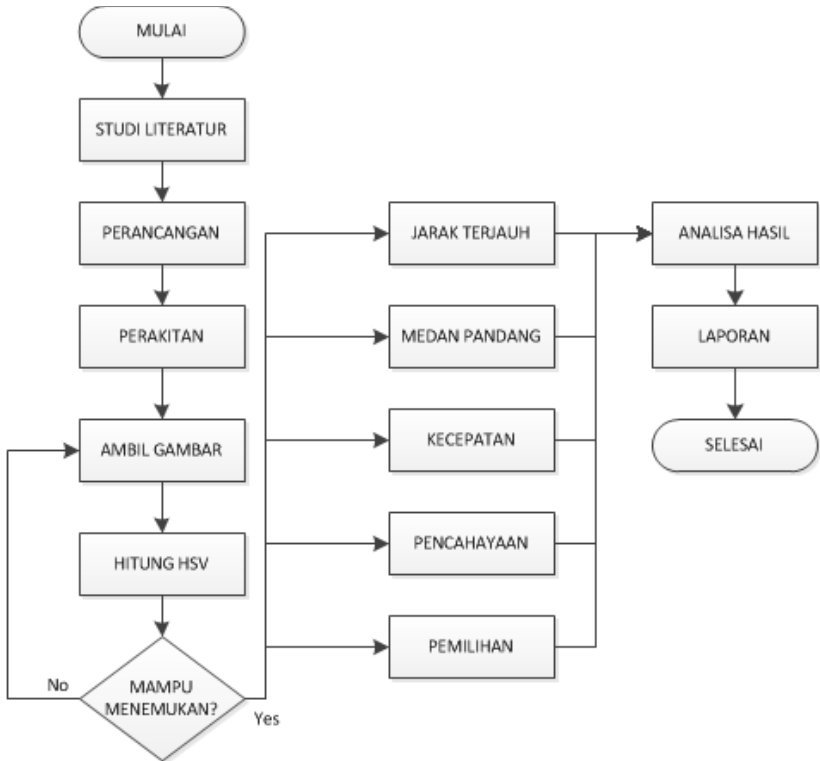 MULAI
STUDI LITERATUR
PERANCANGAN
PERAKITAN
AMBIL GAMBAR
HITUNG HSV
MAMPU
MENEMUKAN?
No
Yes
JARAK TERJAUH
MEDAN PANDANG
KECEPATAN
PENCAHAYAAN
PEMILIHAN
ANALISA HASIL
LAPORAN
SELESAI